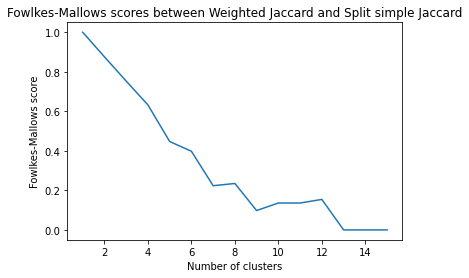 Fowlkes-Mallows scores between Weighted Jaccard and Split simple Jaccard
1.0
0.8
0.6
0.4
0.2
0.0
Fowlkes-Mallows score
2 4 6 8 10 12 14
Number of clusters